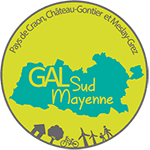 Pays de Craon, Château-Gontier et Meslay-Grez
GAL Sud
Mayenne